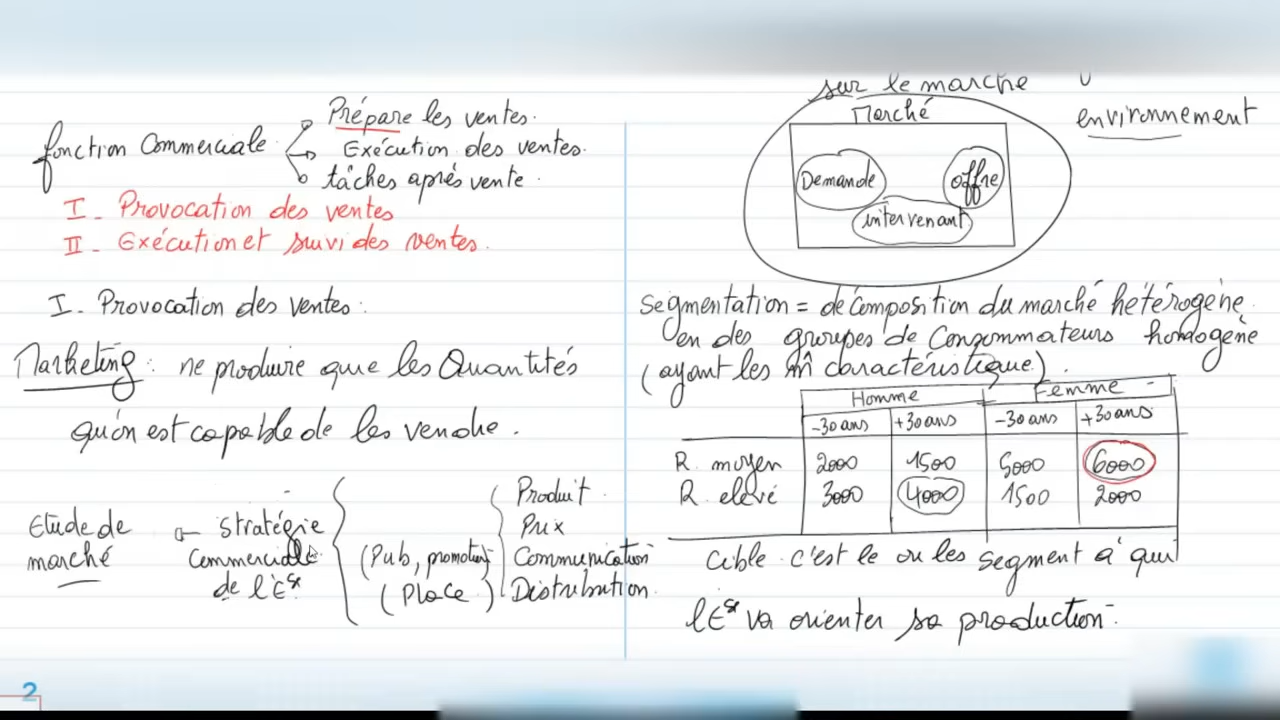 fonction Commerciale
Prépare les ventes.
Exécution des ventes.
tâches aprés vente.
I - Provocation des ventes
II - Exécution et suivi des ventes.
I - Provocation des ventes:
Marketing: ne produire que les Quantités
qu'on est capable de les vendre.
Etude de
marché
stratégie
commerciale
de l'Ese
(Pub, promotion)
(Place)
Produit
Prix
Communication
Distribution.
2
sur le marche
environnement
Marché
Demande
offre
intervenant
Segmentation = décomposition du marché hétérogène
en des groupes de Consommateurs homogène
(ayant les m̂ caractéristique).
Homme Femme
-30 ans +30 ans -30 ans +30 ans
R. moyen 2000 1500 5000 6000
R. elevé 3000 4000 1500 2000
Cible c'est le ou les segment à qui
l'Ese va orienter sa production.